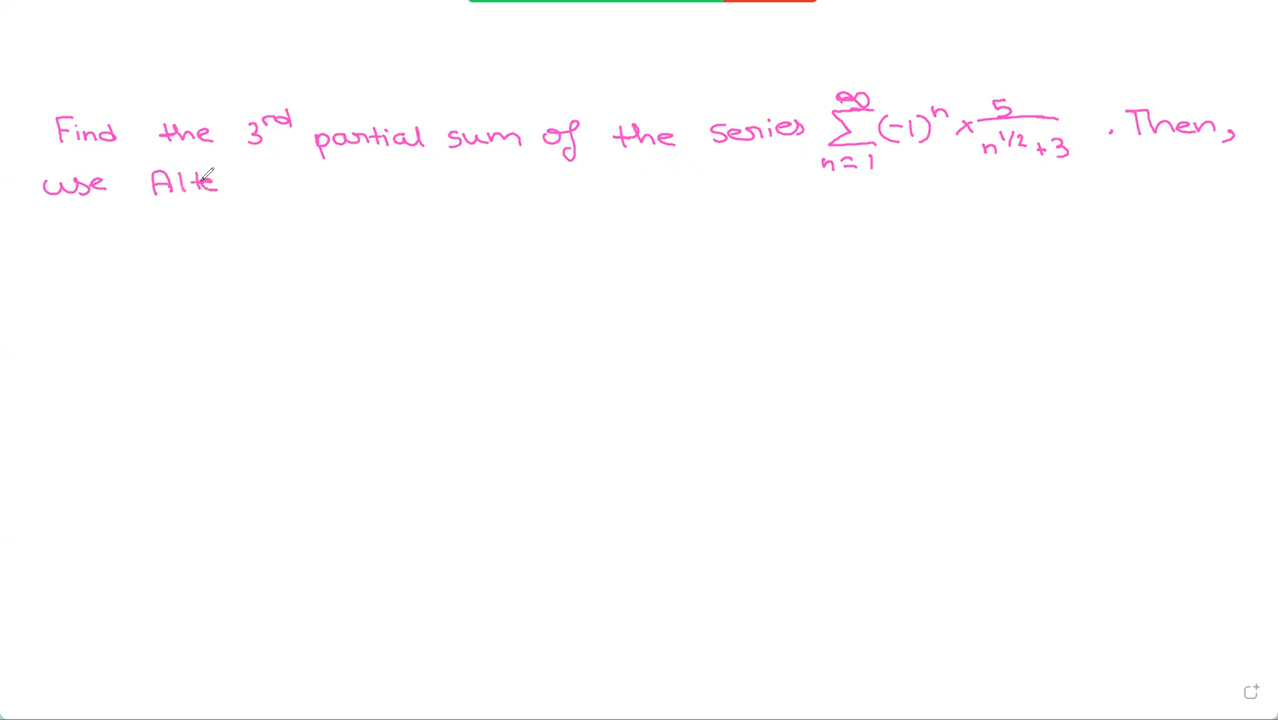 Find the 3rd partial sum of the series ∞∑n=1 (-1)^n × 5/(n^1/2 + 3) . Then,
use Alte